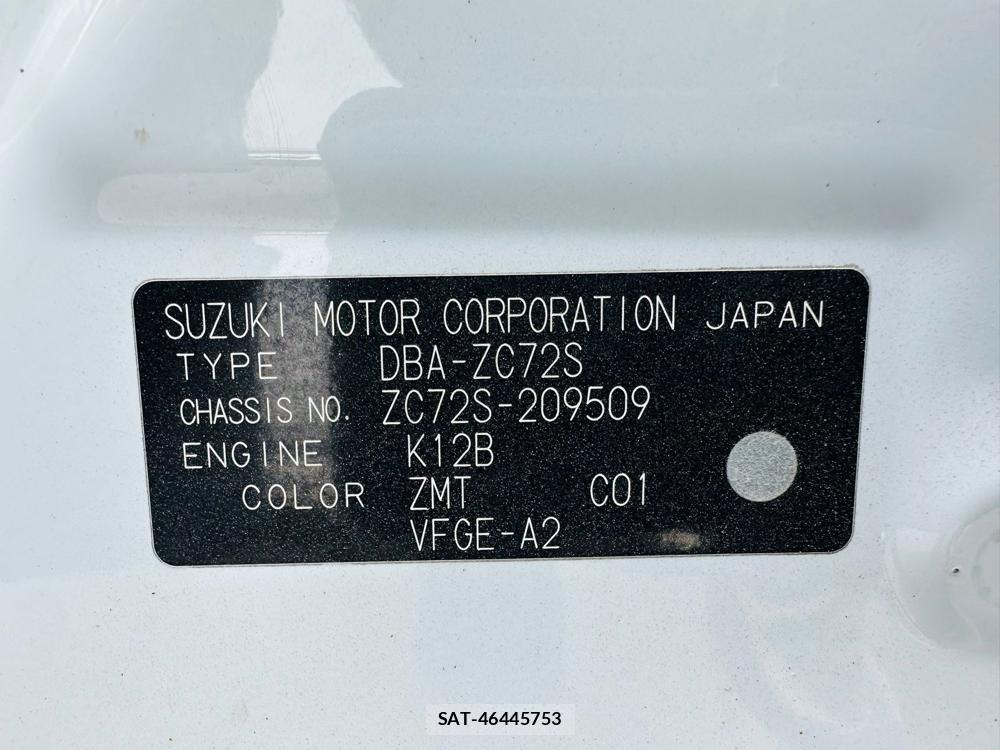 SUZUKI MOTOR CORPORATION JAPAN
TYPE DBA-ZC72S
CHASSIS NO. ZC72S-209509
ENGINE K12B
COLOR ZMT C01
VFGE-A2
SAT-46445753